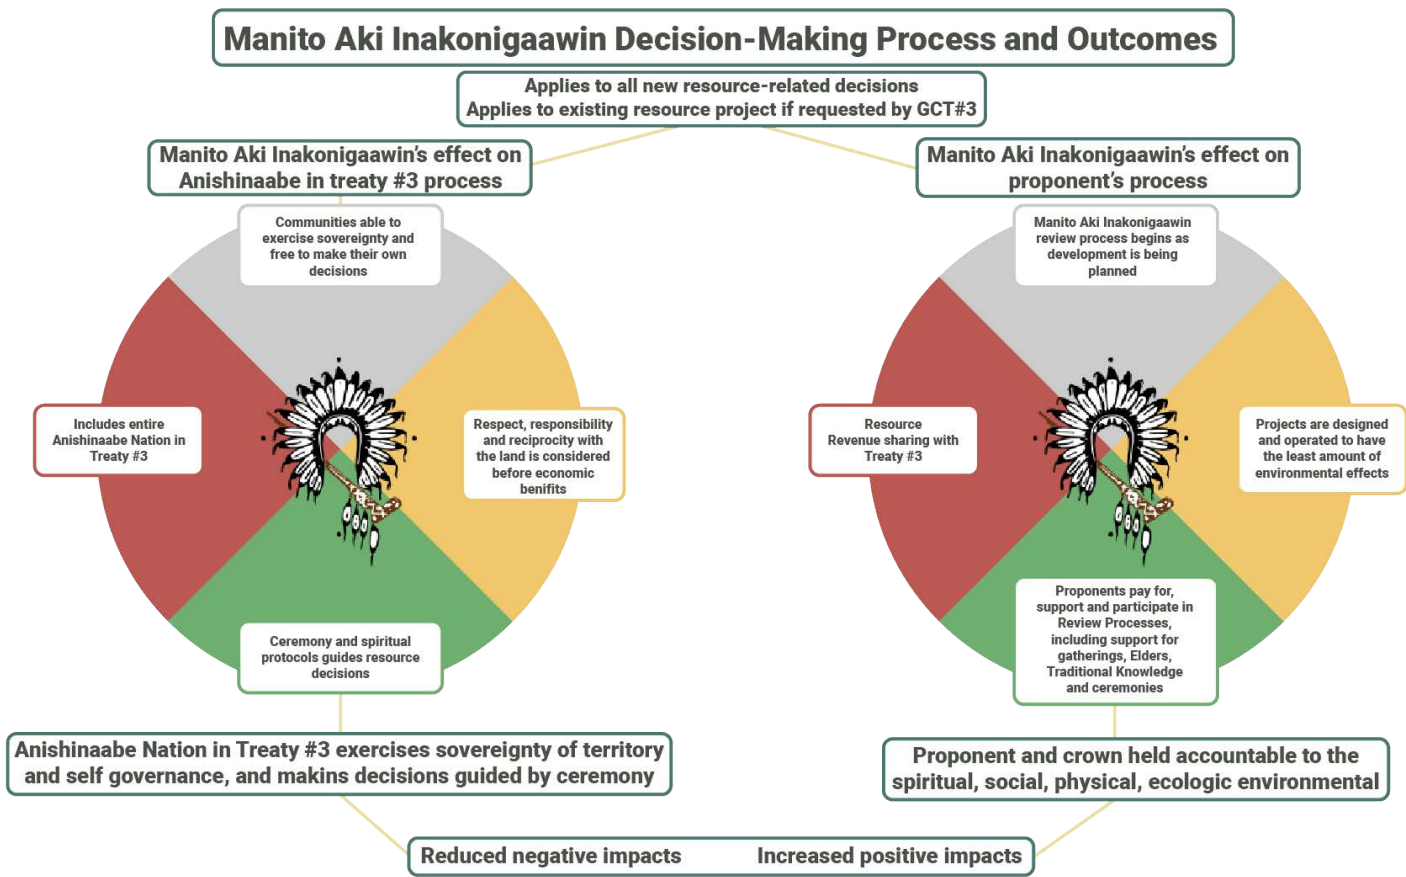 Manito Aki Inakonigaawin Decision-Making Process and Outcomes
Applies to all new resource-related decisions
Applies to existing resource project if requested by GCT#3
Manito Aki Inakonigaawin's effect on
Anishinaabe in treaty #3 process
Communities able to
exercise sovereignty and
free to make their own
decisions
Includes entire
Anishinaabe Nation in
Treaty #3
Respect, responsibility
and reciprocity with
the land is considered
before economic
benifits
Ceremony and spiritual
protocols guides resource
decisions
Anishinaabe Nation in Treaty #3 exercises sovereignty of territory
and self governance, and makins decisions guided by ceremony
Manito Aki Inakonigaawin's effect on
proponent's process
Manito Aki Inakonigaawin
review process begins as
development is being
planned
Resource
Revenue sharing with
Treaty #3
Projects are designed
and operated to have
the least amount of
environmental effects
Proponents pay for,
support and participate in
Review Processes,
including support for
gatherings, Elders,
Traditional Knowledge
and ceremonies
Proponent and crown held accountable to the
spiritual, social, physical, ecologic environmental
Reduced negative impacts
Increased positive impacts